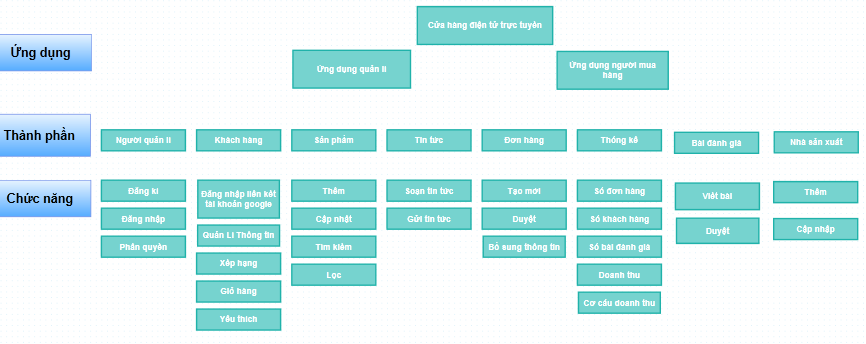 Cửa hàng điện tử trực tuyến
Ứng dụng
Ứng dụng quản lí
Ứng dụng người mua
hàng
Thành phần
Người quản lí
Khách hàng
Sản phẩm
Tin tức
Đơn hàng
Thống kê
Bài đánh giá
Nhà sản xuất
Chức năng
Đăng kí
Đăng nhập liên kết
tài khoản google
Thêm
Soạn tin tức
Tạo mới
Số đơn hàng
Viết bài
Thêm
Đăng nhập
Quản Lí Thông tin
Cập nhật
Gửi tin tức
Duyệt
Số khách hàng
Duyệt
Cập nhập
Phân quyền
Xếp hạng
Tìm kiếm
Bổ sung thông tin
Số bài đánh giá
Giỏ hàng
Lọc
Doanh thu
Yêu thích
Cơ cấu doanh thu